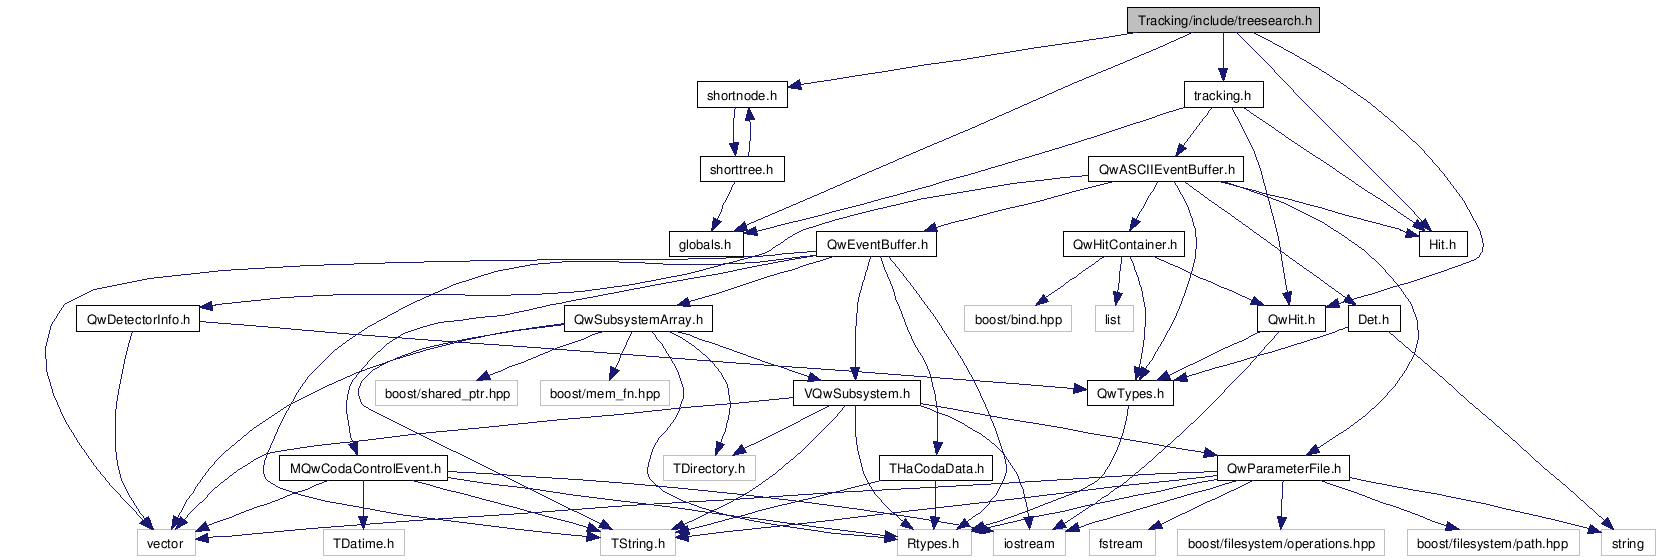 Tracking/include/treesearch.h
shortnode.h
tracking.h
shorttree.h
QwASCIIEventBuffer.h
globals.h
QwEventBuffer.h
QwHitContainer.h
Hit.h
QwDetectorInfo.h
QwSubsystemArray.h
boost/bind.hpp
list
QwHit.h
Det.h
boost/shared_ptr.hpp
boost/mem_fn.hpp
VQwSubsystem.h
QwTypes.h
MQwCodaControlEvent.h
TDirectory.h
THaCodaData.h
QwParameterFile.h
vector
TDatime.h
TString.h
Rtypes.h
iostream
fstream
boost/filesystem/operations.hpp
boost/filesystem/path.hpp
string